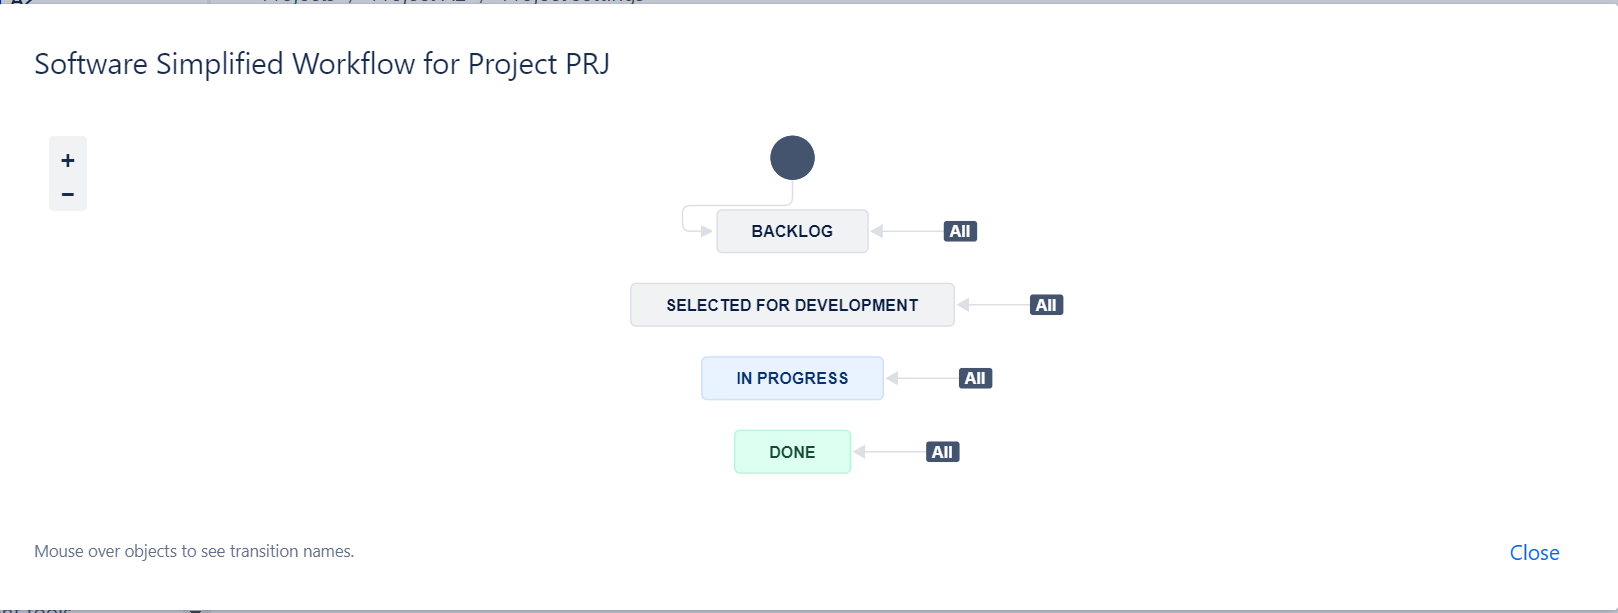 Software Simplified Workflow for Project PRJ
+
−
BACKLOG
All
SELECTED FOR DEVELOPMENT
All
IN PROGRESS
All
DONE
All
Mouse over objects to see transition names.
Close